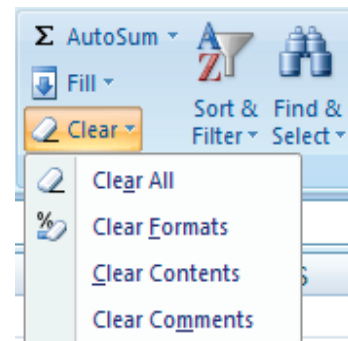 Σ AutoSum
Fill
Clear
Sort & Filter
Find & Select
Clear All
Clear Formats
Clear Contents
Clear Comments